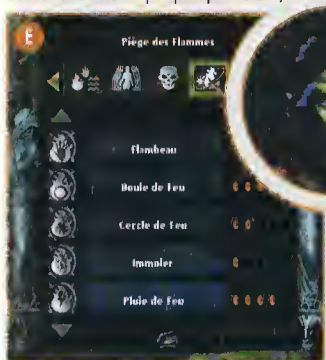 E
Piège des Flammes
Flambeau
Boule de Feu
Cercle de Feu
Immoler
Pluie de Feu